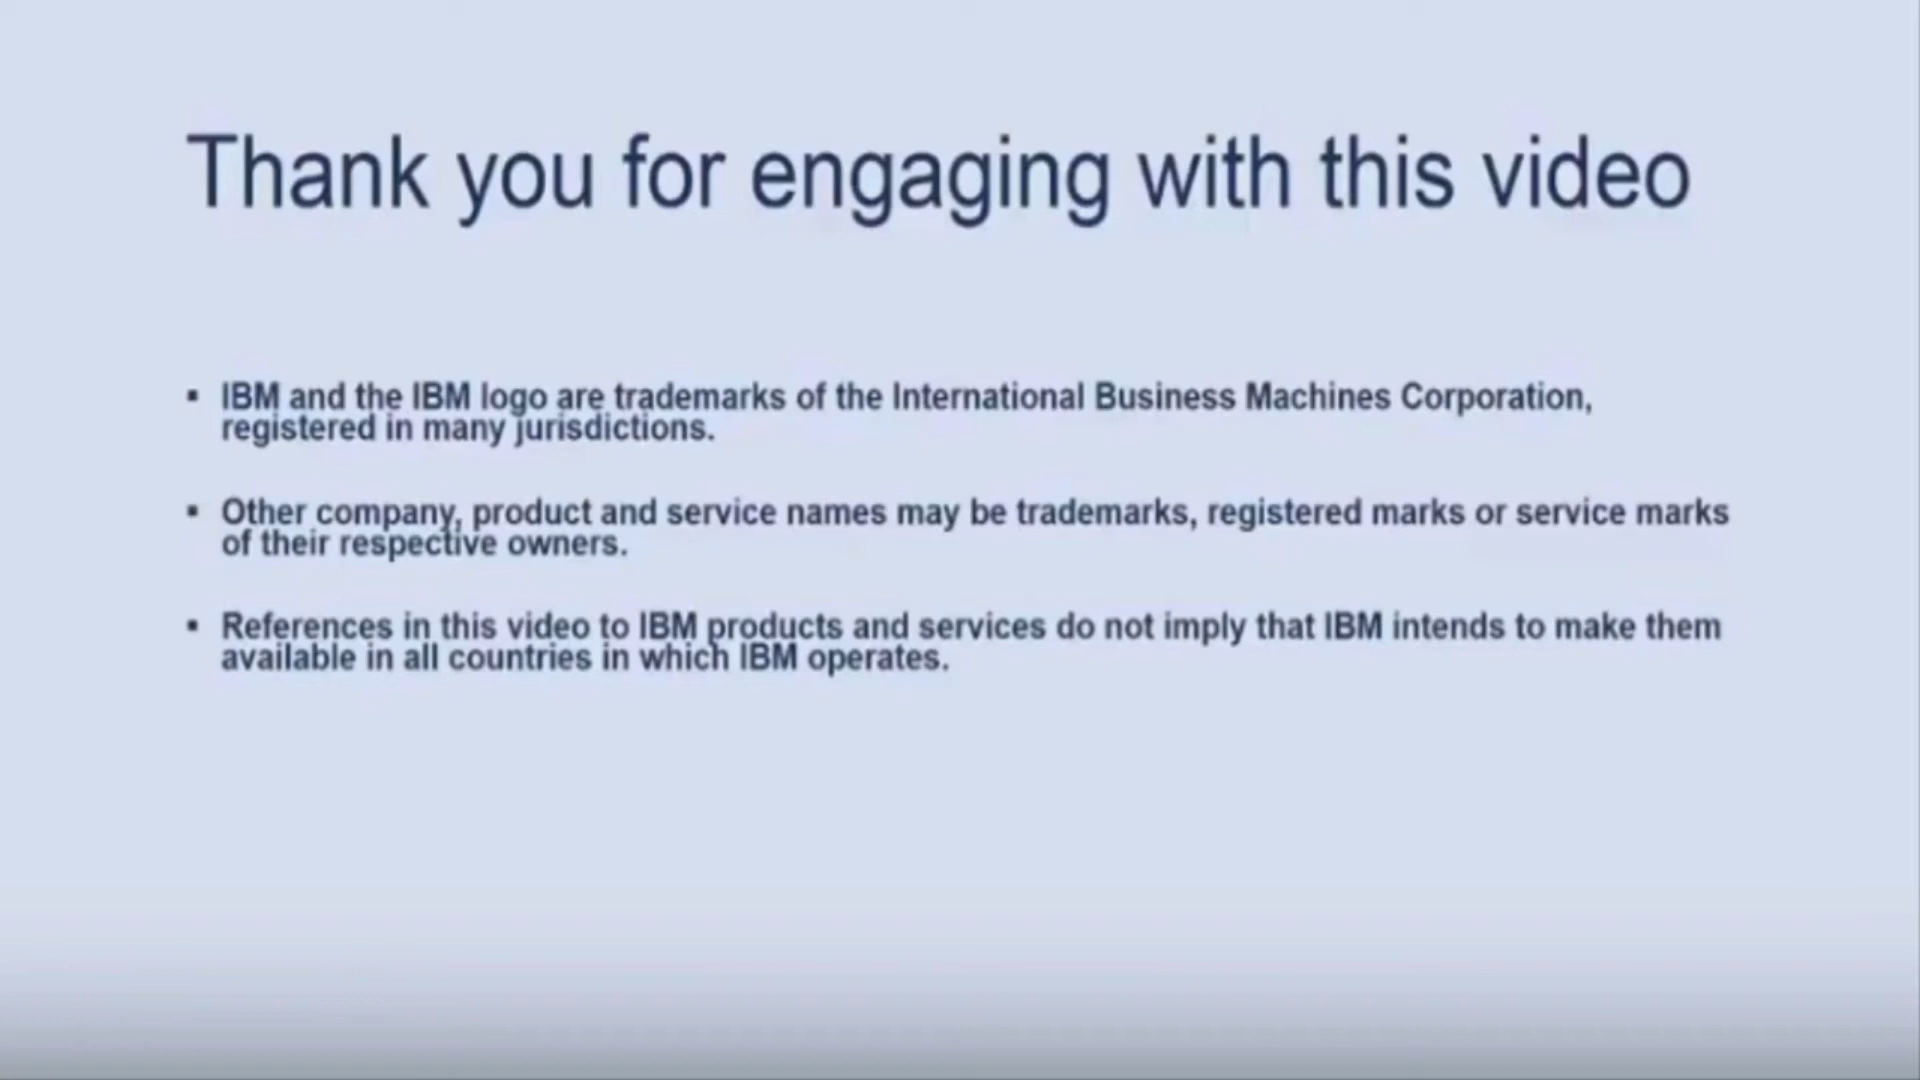 Thank you for engaging with this video
▪ IBM and the IBM logo are trademarks of the International Business Machines Corporation,
registered in many jurisdictions.
▪ Other company, product and service names may be trademarks, registered marks or service marks
of their respective owners.
▪ References in this video to IBM products and services do not imply that IBM intends to make them
available in all countries in which IBM operates.